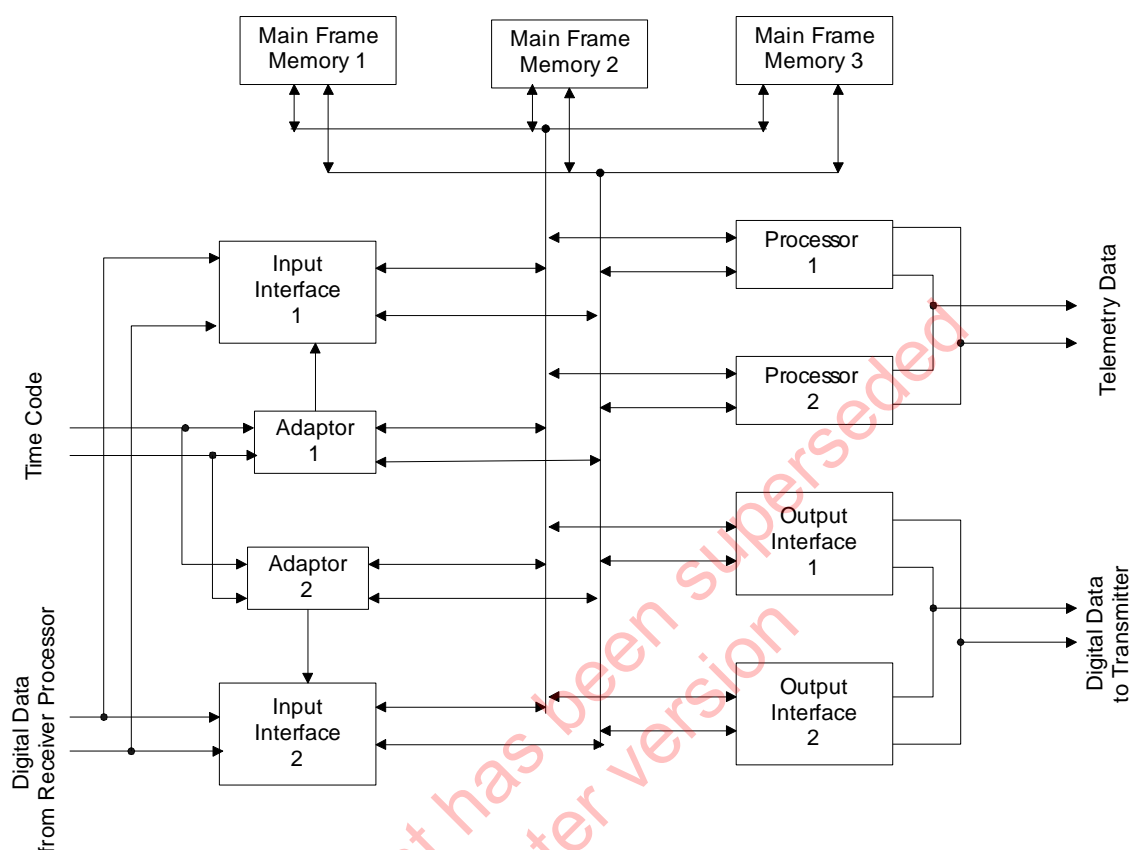 Main Frame
Memory 1
Main Frame
Memory 2
Main Frame
Memory 3
Input
Interface
1
Processor
1
Telemetry Data
Processor
2
Time Code
Adaptor
1
Output
Interface
1
Adaptor
2
Digital Data
to Transmitter
Input
Interface
2
Output
Interface
2
Digital Data
from Receiver Processor
t has been superseded
ter version